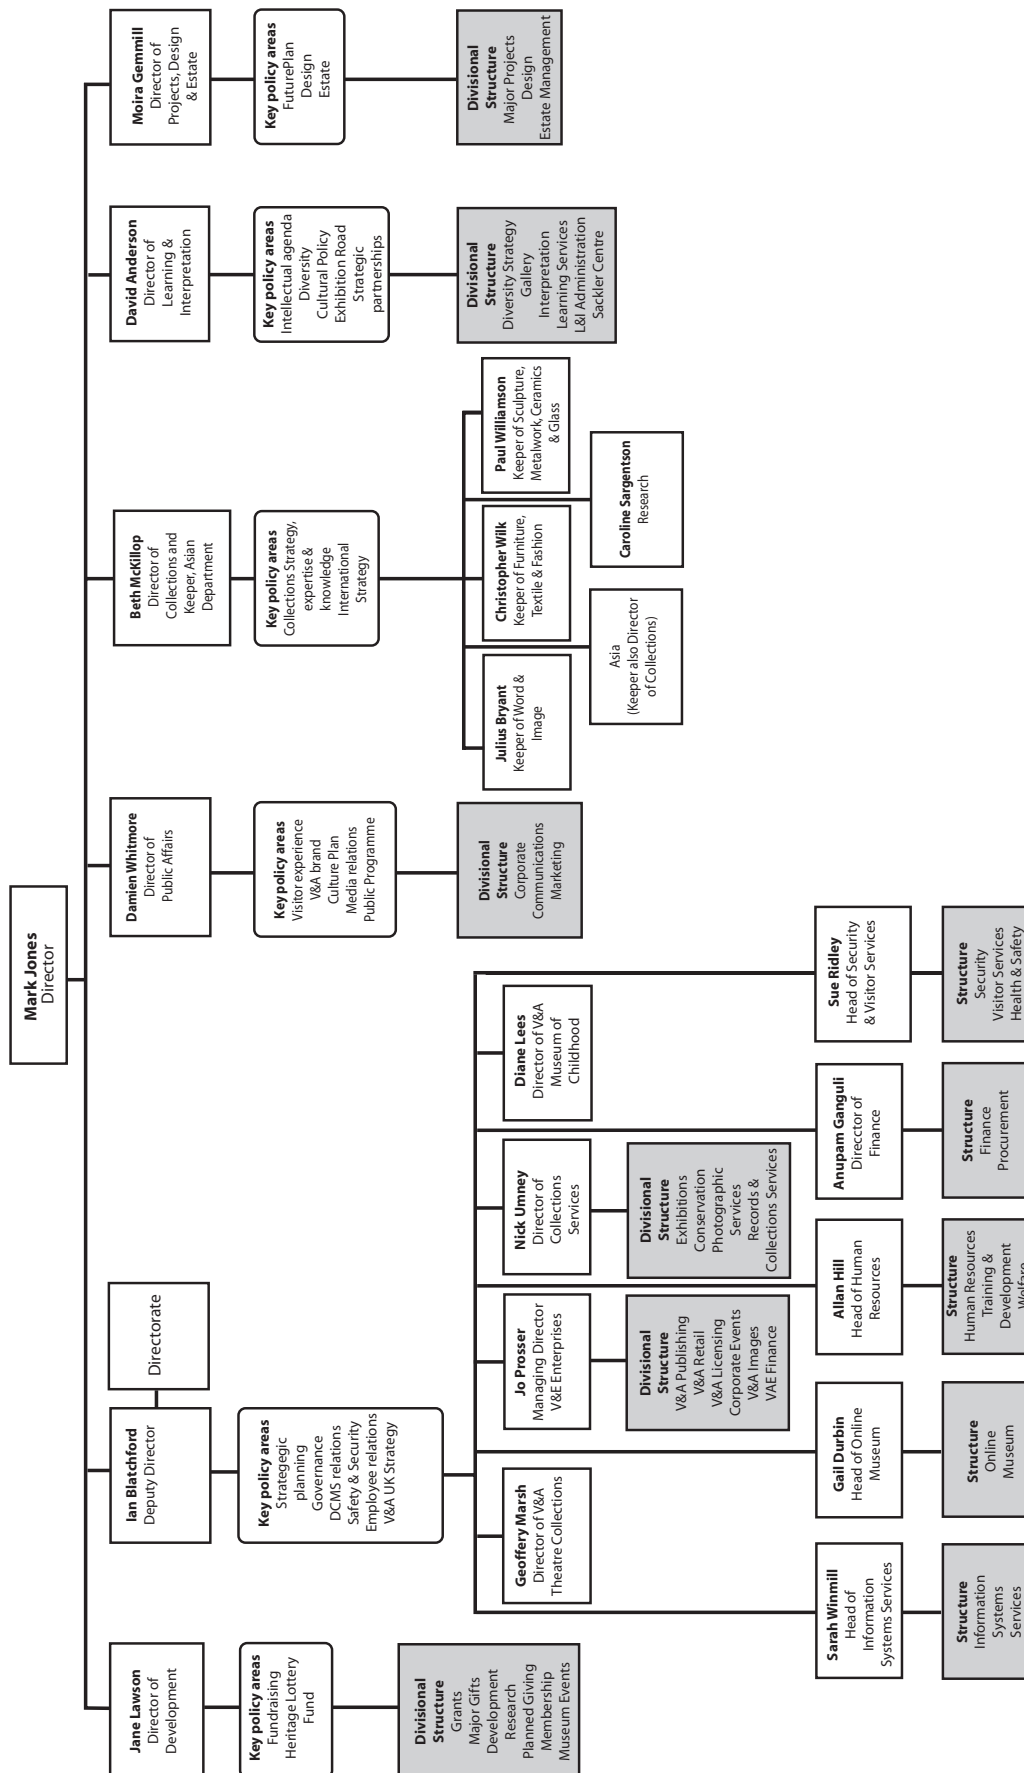 Mark Jones
Director
Jane Lawson
Director of
Development
Key policy areas
Fundraising
Heritage Lottery
Fund
Divisional
Structure
Grants
Major Gifts
Development
Research
Planned Giving
Membership
Museum Events
Ian Blatchford
Deputy Director
Directorate
Key policy areas
Strategegic
planning
Governance
DCMS relations
Safety & Security
Employee relations
V&A UK Strategy
Geoffery Marsh
Director of V&A
Theatre Collections
Jo Prosser
Managing Director
V&E Enterprises
Divisional
Structure
V&A Publishing
V&A Retail
V&A Licensing
Corporate Events
V&A Images
VAE Finance
Nick Umney
Director of
Collections
Services
Divisional
Structure
Exhibitions
Conservation
Photographic
Services
Records &
Collections Services
Diane Lees
Director of V&A
Museum of
Childhood
Sarah Winmill
Head of
Information
Systems Services
Structure
Information
Systems
Services
Gail Durbin
Head of Online
Museum
Structure
Online
Museum
Allan Hill
Head of Human
Resources
Structure
Human Resources
Training &
Development
Welfare
Anupam Ganguli
Direcctor of
Finance
Structure
Finance
Procurement
Sue Ridley
Head of Security
& Visitor Services
Structure
Security
Visitor Services
Health & Safety
Damien Whitmore
Director of
Public Affairs
Key policy areas
Visitor experience
V&A brand
Culture Plan
Media relations
Public Programme
Divisional
Structure
Corporate
Communications
Marketing
Beth McKillop
Director of
Collections and
Keeper, Asian
Department
Key policy areas
Collections Strategy,
expertise &
knowledge
International
Strategy
Julius Bryant
Keeper of Word &
Image
Christopher Wilk
Keeper of Furniture,
Textile & Fashion
Paul Williamson
Keeper of Sculpture,
Metalwork, Ceramics
& Glass
Asia
(Keeper also Director
of Collections)
Caroline Sargentson
Research
David Anderson
Director of
Learning &
Interpretation
Key policy areas
Intellectual agenda
Diversity
Cultural Policy
Exhibition Road
Strategic
partnerships
Divisional
Structure
Diversity Strategy
Gallery
Interpretation
Learning Services
L&I Administration
Sackler Centre
Moira Gemmill
Director of
Projects, Design
& Estate
Key policy areas
FuturePlan
Design
Estate
Divisional
Structure
Major Projects
Design
Estate Management